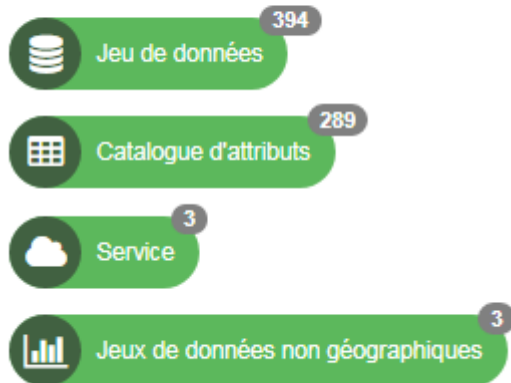 394
Jeu de données
289
Catalogue d'attributs
3
Service
3
Jeux de données non géographiques